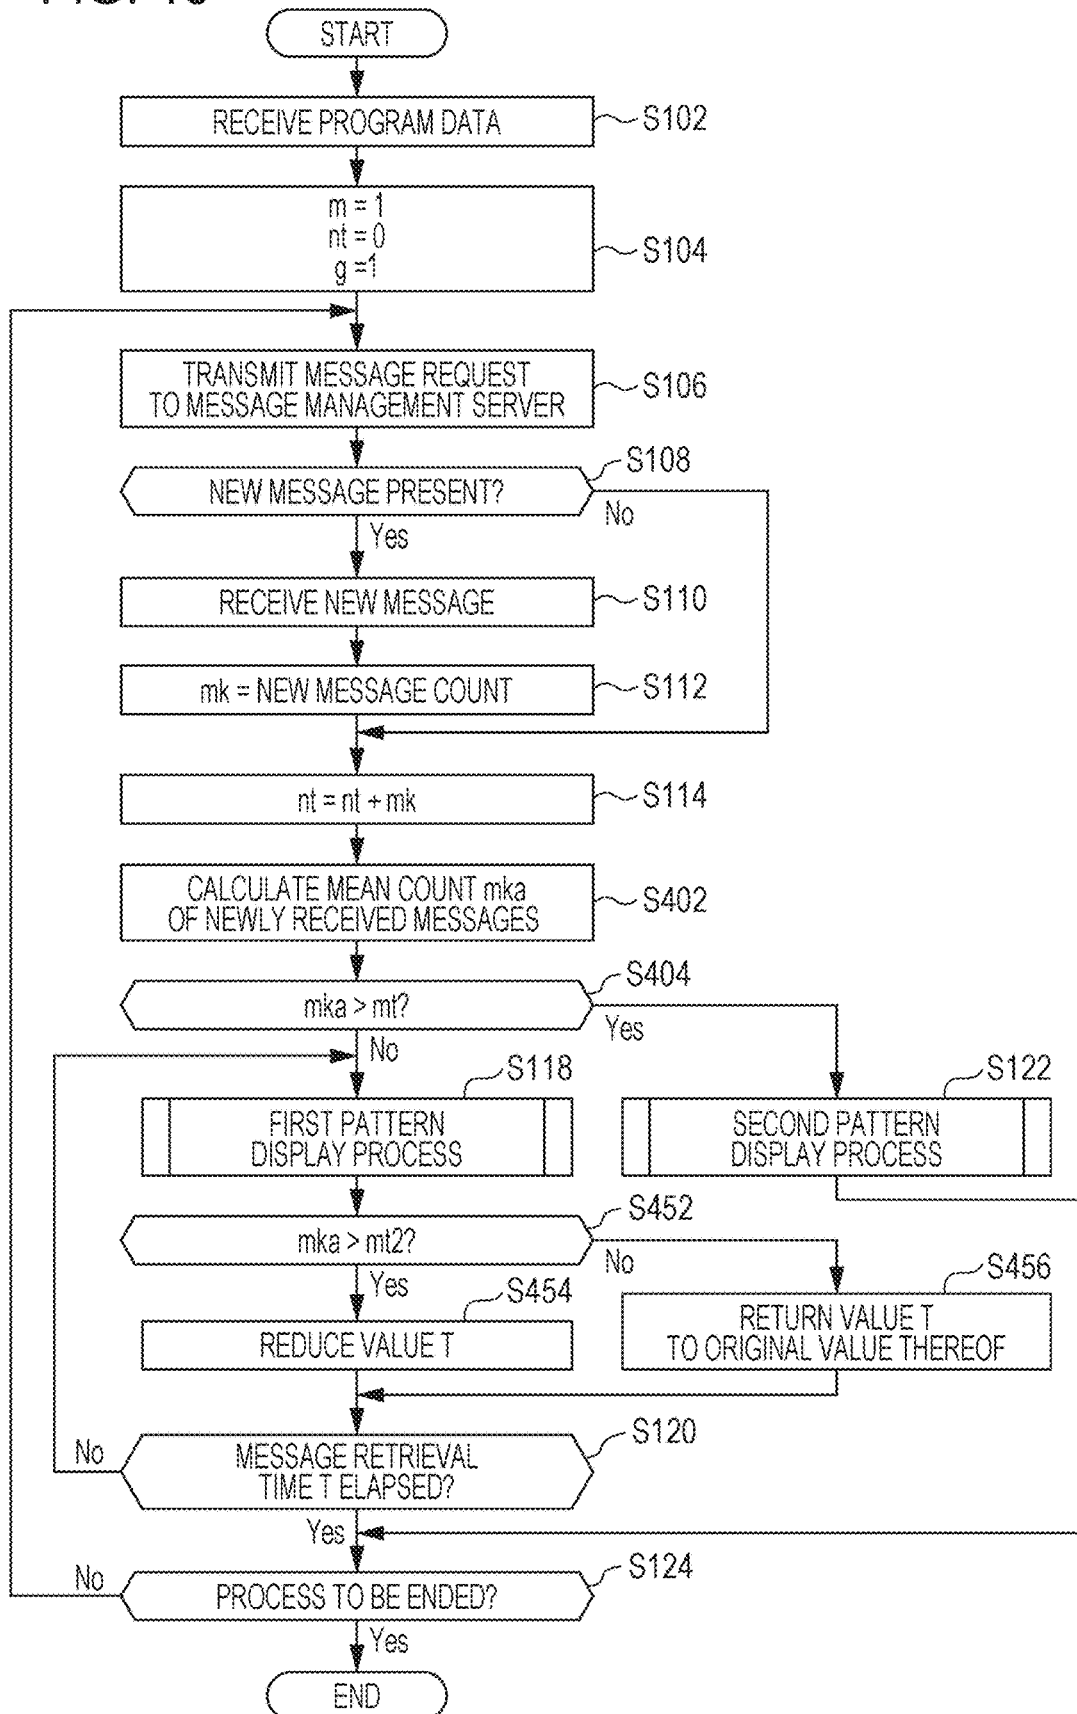 START
RECEIVE PROGRAM DATA
S102
m = 1
nt = 0
g =1
S104
TRANSMIT MESSAGE REQUEST
TO MESSAGE MANAGEMENT SERVER
S106
NEW MESSAGE PRESENT?
S108
No
Yes
RECEIVE NEW MESSAGE
S110
mk = NEW MESSAGE COUNT
S112
nt = nt + mk
S114
CALCULATE MEAN COUNT mka
OF NEWLY RECEIVED MESSAGES
S402
mka > mt?
S404
Yes
No
S118
FIRST PATTERN
DISPLAY PROCESS
S122
SECOND PATTERN
DISPLAY PROCESS
mka > mt2?
S452
No
Yes
S454
REDUCE VALUE T
S456
RETURN VALUE T
TO ORIGINAL VALUE THEREOF
MESSAGE RETRIEVAL
TIME T ELAPSED?
S120
No
Yes
PROCESS TO BE ENDED?
S124
No
Yes
END